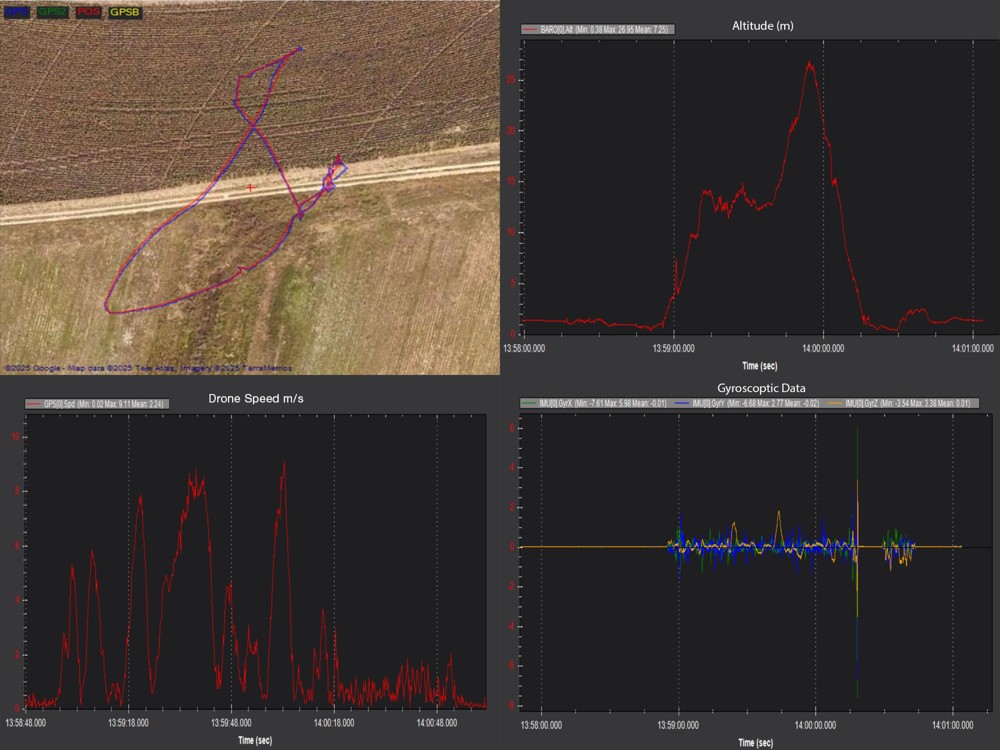 GPS GPS2 POS GPSB
©2025 Google - Map data ©2025 Tele Atlas, Imagery ©2025 TerraMetrics
Altitude (m)
BARO[0].Alt (Min: 0.38 Max: 26.95 Mean: 7.25)
25
20
15
10
5
0
13:58:00.000 13:59:00.000 14:00:00.000 14:01:00.000
Time (sec)
Drone Speed m/s
GPS[0].Spd (Min: 0.02 Max: 9.11 Mean: 2.24)
10
8
6
4
2
0
13:58:48.000 13:59:18.000 13:59:48.000 14:00:18.000 14:00:48.000
Time (sec)
Gyroscoptic Data
IMU[0].GyrX (Min: -7.61 Max: 5.98 Mean: -0.01) IMU[0].GyrY (Min: -6.68 Max: 2.77 Mean: -0.02) IMU[0].GyrZ (Min: -3.54 Max: 3.38 Mean: 0.01)
6
4
2
0
-2
-4
-6
-8
13:58:00.000 13:59:00.000 14:00:00.000 14:01:00.000
Time (sec)